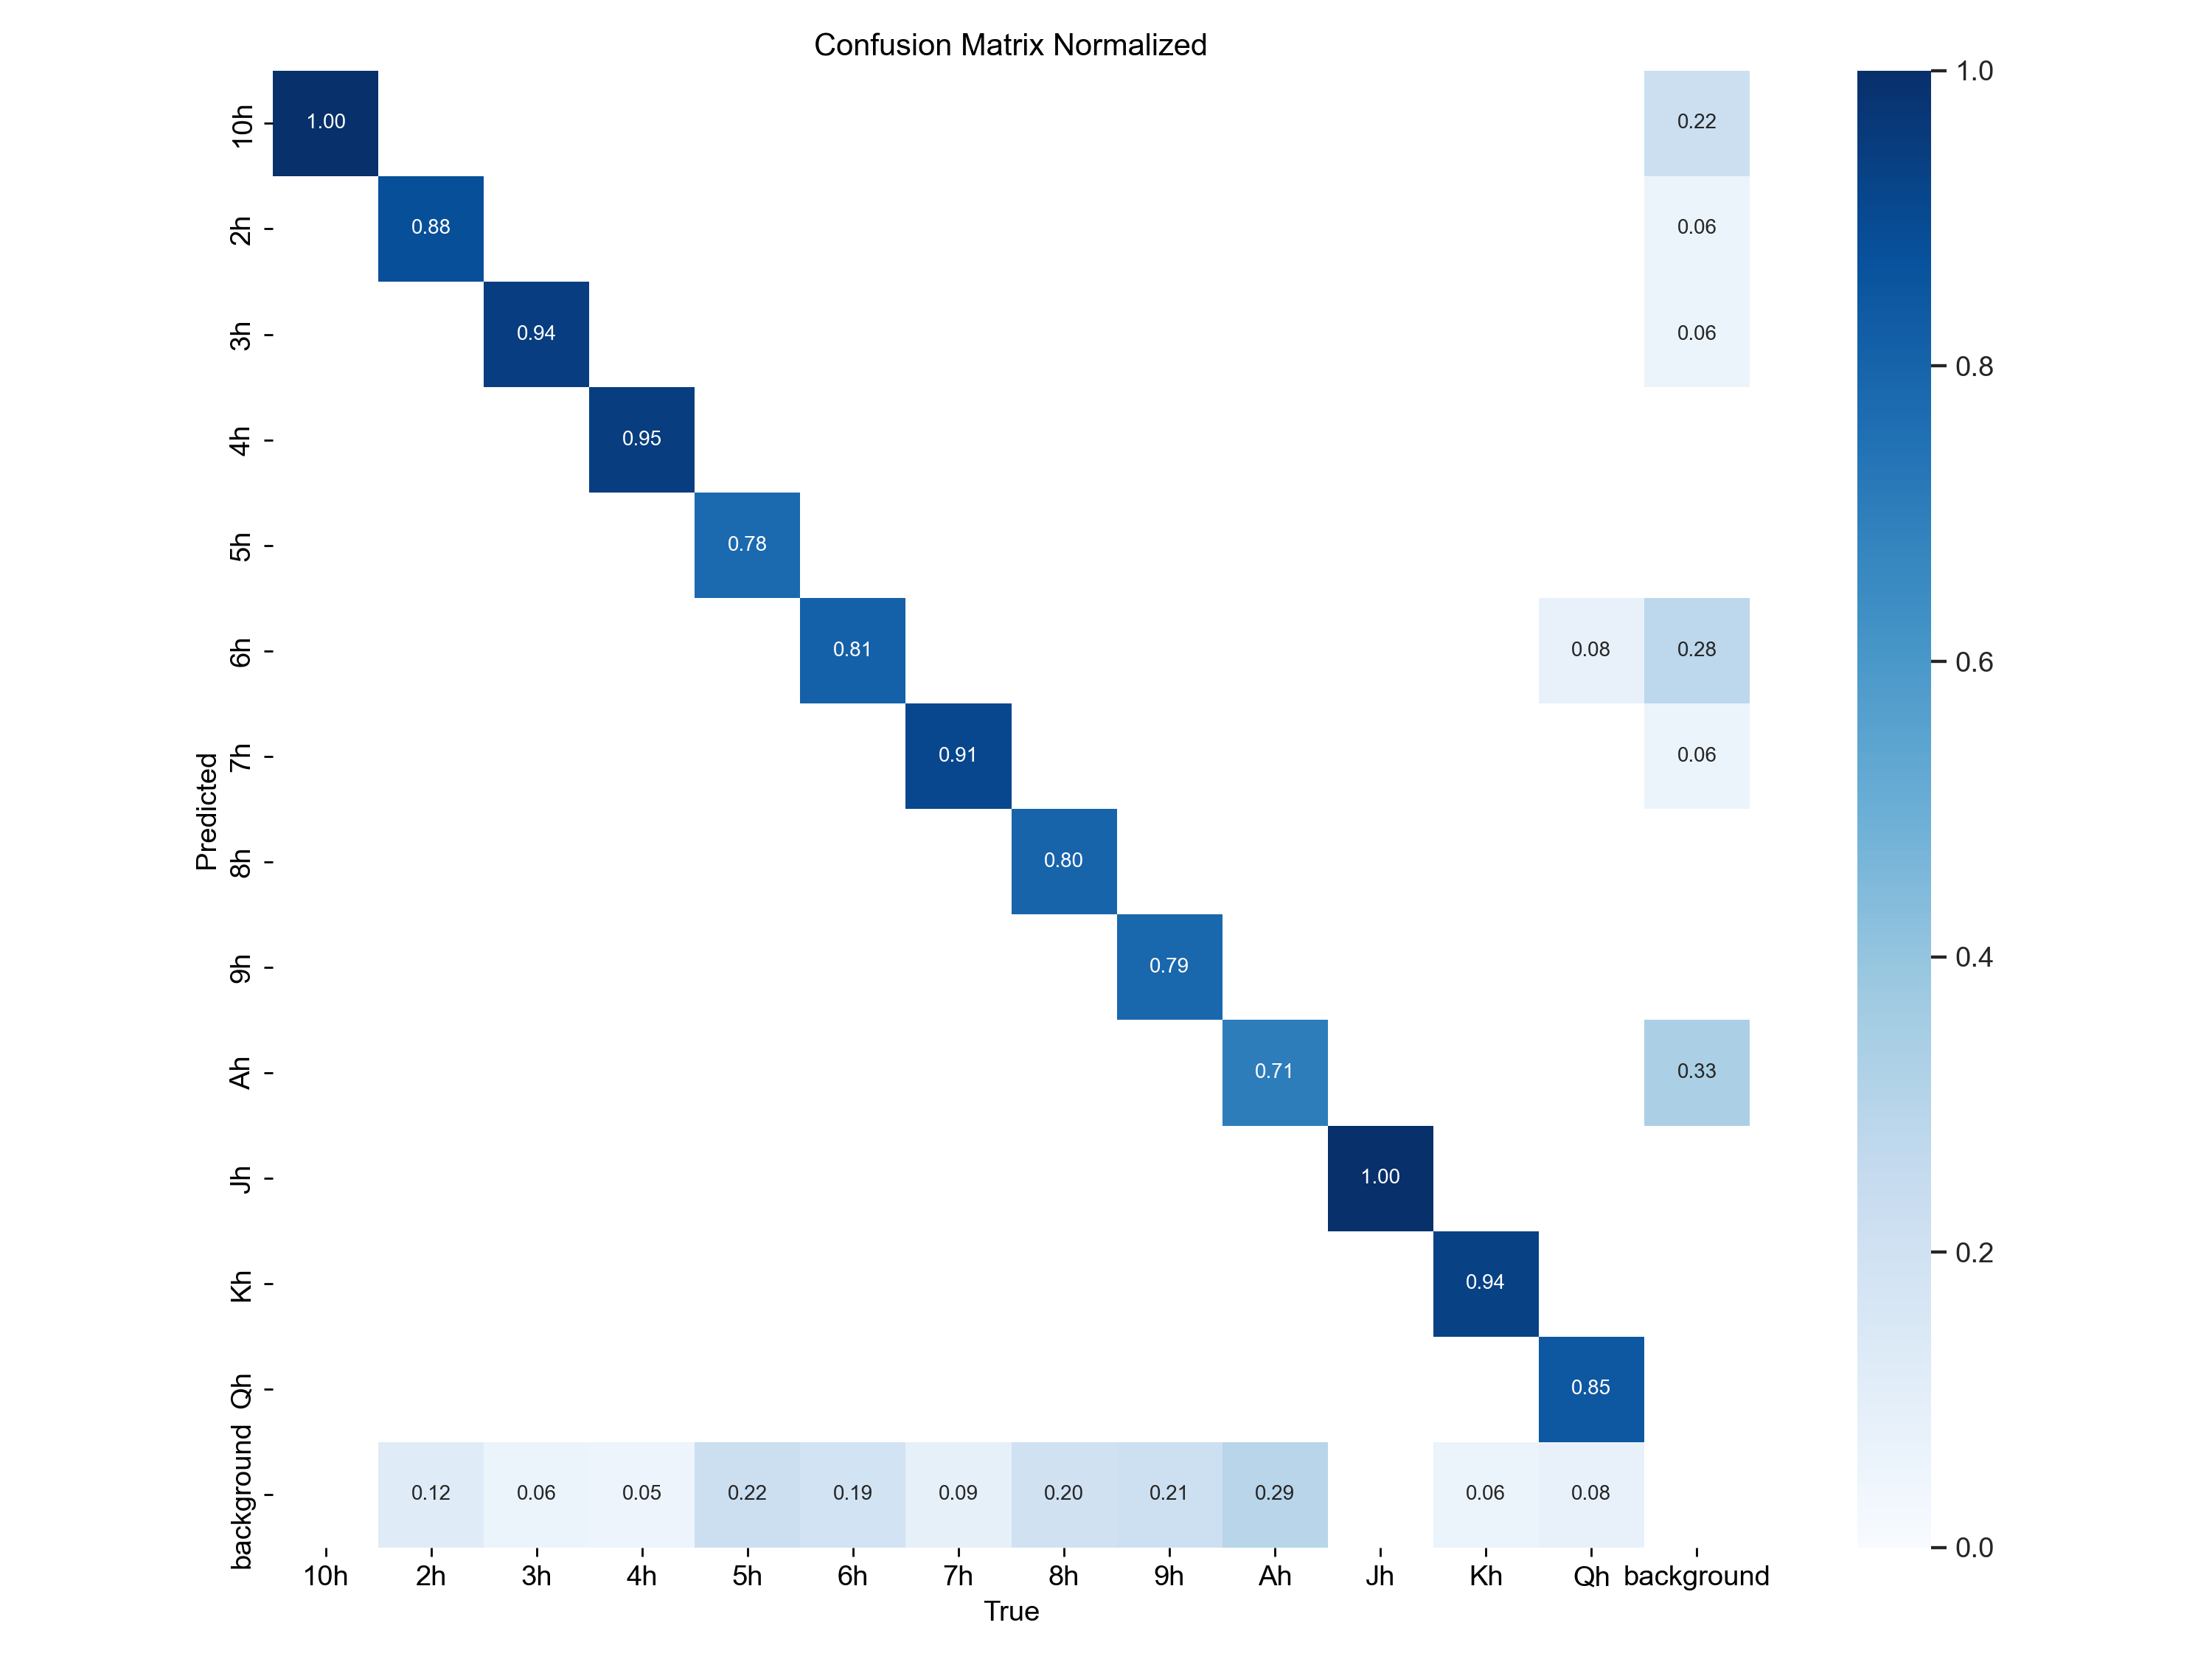 Confusion Matrix Normalized
10h 1.00 0.22 1.0
2h 0.88 0.06
3h 0.94 0.06 0.8
4h 0.95
5h 0.78
6h 0.81 0.08 0.28 0.6
7h 0.91 0.06
Predicted
8h 0.80
9h 0.79 0.4
Ah 0.71 0.33
Jh 1.00
Kh 0.94 0.2
Qh 0.85
background 0.12 0.06 0.05 0.22 0.19 0.09 0.20 0.21 0.29 0.06 0.08 0.0
10h 2h 3h 4h 5h 6h 7h 8h 9h Ah Jh Kh Qh background
True